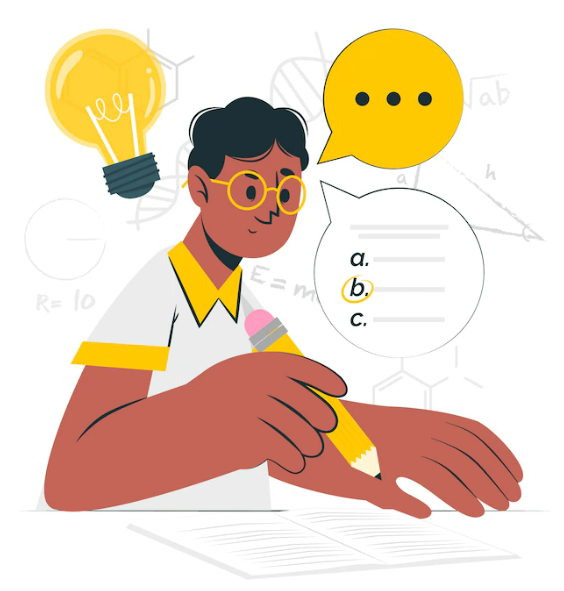 √ab
a
h
a.
b.
c.
E = m
R = 10